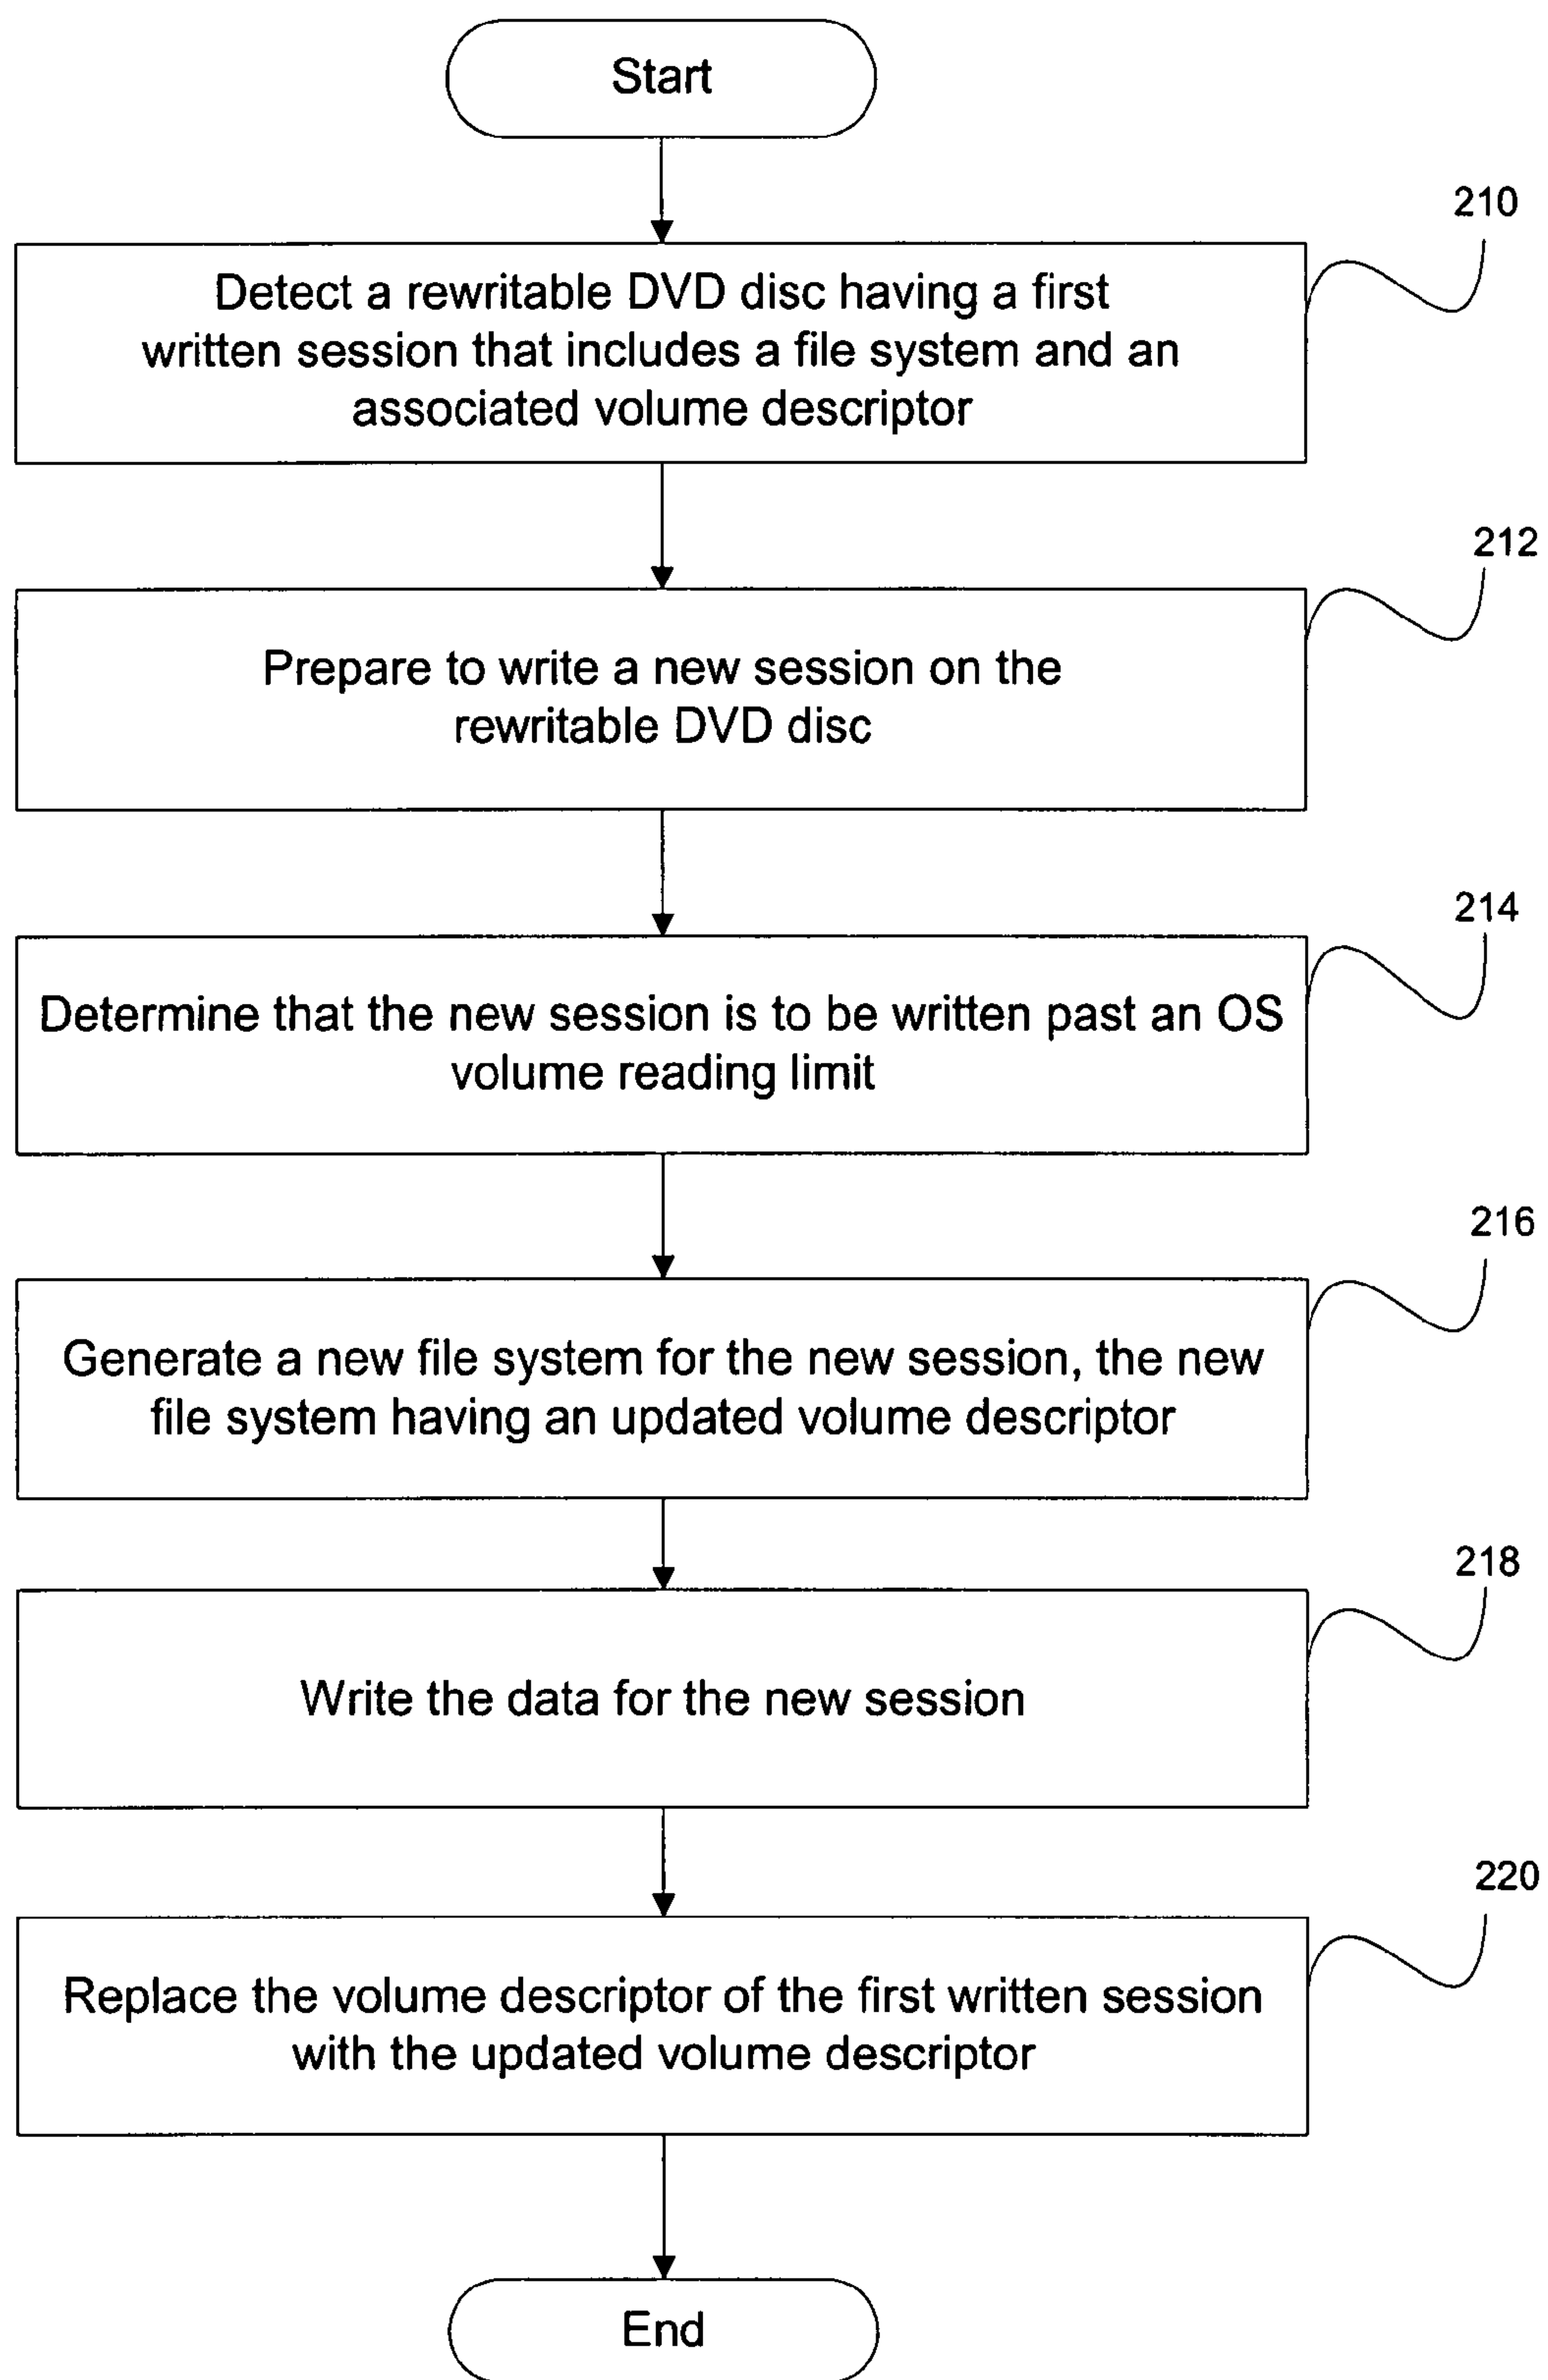 Start
210
Detect a rewritable DVD disc having a first
written session that includes a file system and an
associated volume descriptor
212
Prepare to write a new session on the
rewritable DVD disc
214
Determine that the new session is to be written past an OS
volume reading limit
216
Generate a new file system for the new session, the new
file system having an updated volume descriptor
218
Write the data for the new session
220
Replace the volume descriptor of the first written session
with the updated volume descriptor
End